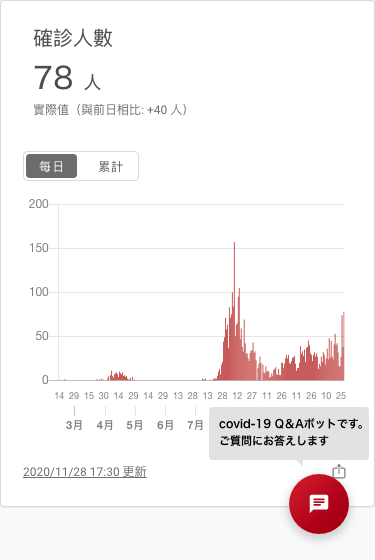 確診人數
78 人
實際值（與前日相比: +40 人）
每日 累計
200
150
100
50
0
14 29 15 30 14 29 14 29 13 28 13 28 12 27 11 26 11 26 10 25
3月 4月 5月 6月 7月
covid-19 Q&Aボットです。
ご質問にお答えします
2020/11/28 17:30 更新